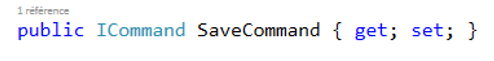 1 référence
public ICommand SaveCommand { get; set; }